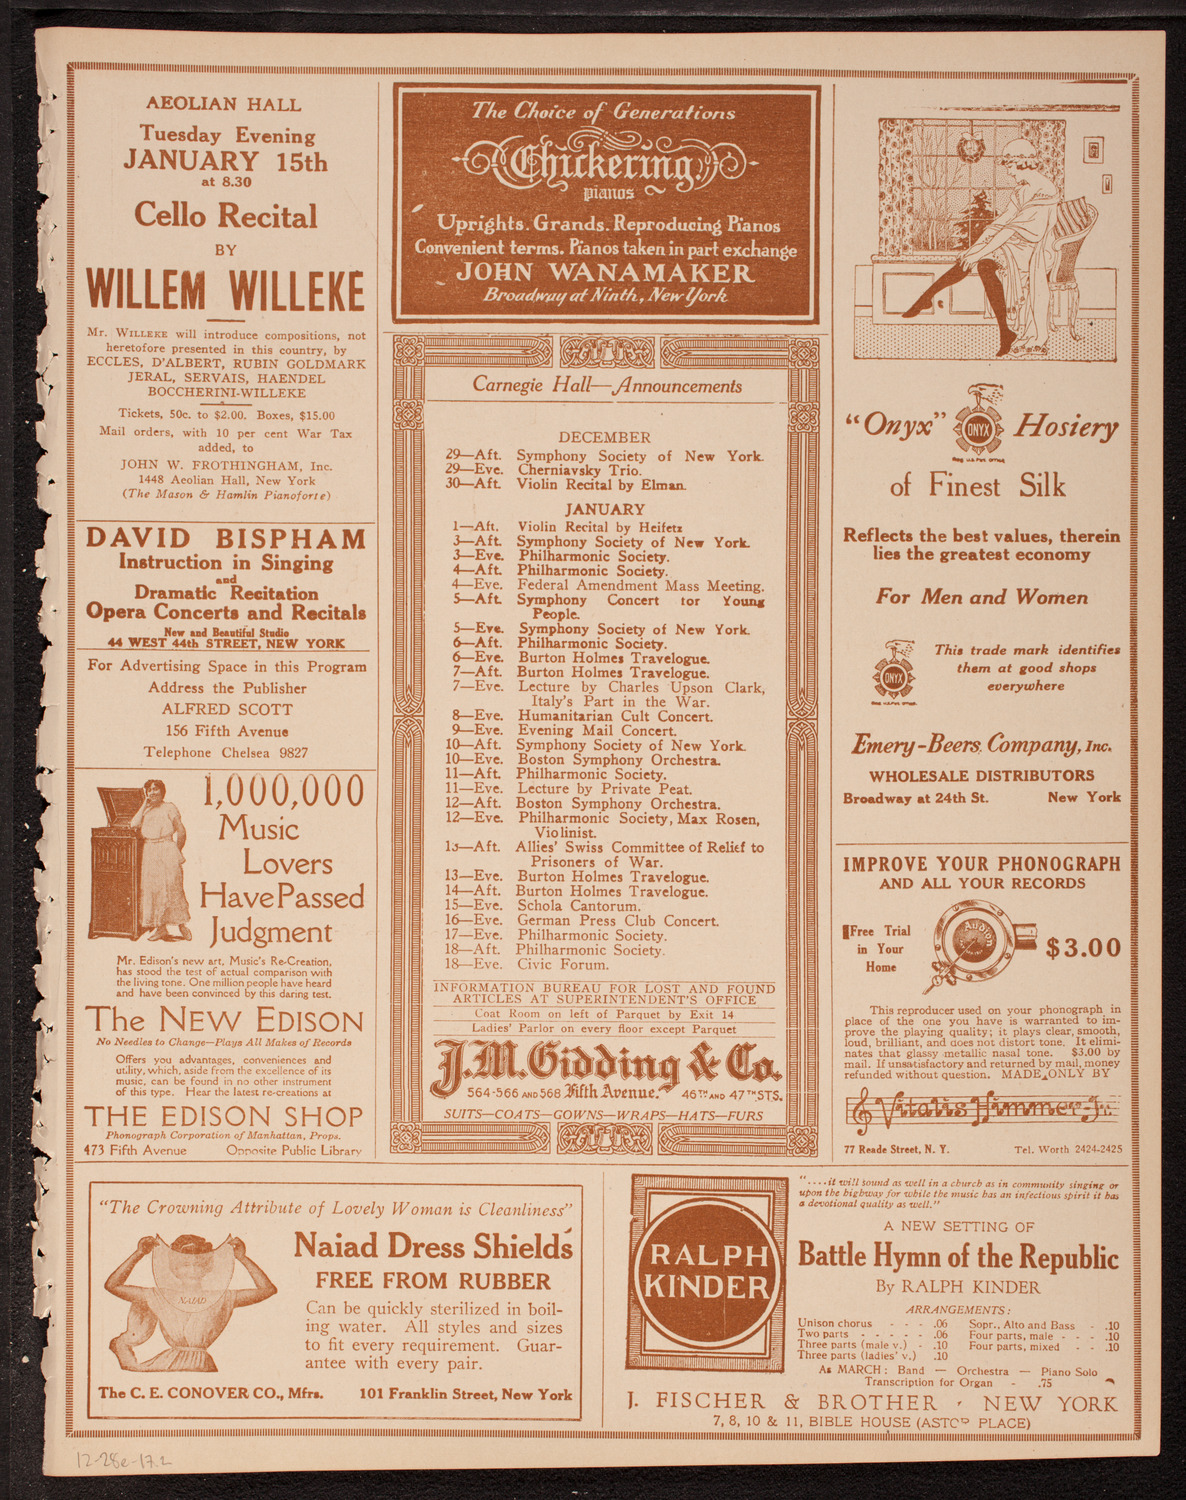 AEOLIAN HALL
Tuesday Evening
JANUARY 15th
at 8.30
Cello Recital
BY
WILLEM WILLEKE
Mr. WILLEKE will introduce compositions, not
heretofore presented in this country, by
ECCLES, D'ALBERT, RUBIN GOLDMARK
JERAL, SERVAIS, HAENDEL
BOCCHERINI-WILLEKE
Tickets, 50c. to $2.00. Boxes, $15.00
Mail orders, with 10 per cent War Tax
added, to
JOHN W. FROTHINGHAM, Inc.
1448 Aeolian Hall, New York
(The Mason & Hamlin Pianoforte)
DAVID BISPHAM
Instruction in Singing
and
Dramatic Recitation
Opera Concerts and Recitals
New and Beautiful Studio
44 WEST 44th STREET, NEW YORK
For Advertising Space in this Program
Address the Publisher
ALFRED SCOTT
156 Fifth Avenue
Telephone Chelsea 9827
1,000,000
Music
Lovers
Have Passed
Judgment
Mr. Edison's new art, Music's Re-Creation,
has stood the test of actual comparison with
the living tone. One million people have heard
and have been convinced by this daring test.
The NEW EDISON
No Needles to Change—Plays All Makes of Records
Offers you advantages, conveniences and
utility, which, aside from the excellence of its
music, can be found in no other instrument
of this type. Hear the latest re-creations at
THE EDISON SHOP
Phonograph Corporation of Manhattan, Props.
473 Fifth Avenue Opposite Public Library
The Choice of Generations
Chickering
pianos
Uprights. Grands. Reproducing Pianos
Convenient terms. Pianos taken in part exchange
JOHN WANAMAKER
Broadway at Ninth, New York
Carnegie Hall—Announcements
DECEMBER
29—Aft. Symphony Society of New York.
29—Eve. Cherniavsky Trio.
30—Aft. Violin Recital by Elman.
JANUARY
1—Aft. Violin Recital by Heifetz
3—Aft. Symphony Society of New York.
3—Eve. Philharmonic Society.
4—Aft. Philharmonic Society.
4—Eve. Federal Amendment Mass Meeting.
5—Aft. Symphony Concert for Young
People.
5—Eve. Symphony Society of New York.
6—Aft. Philharmonic Society.
6—Eve. Burton Holmes Travelogue.
7—Aft. Burton Holmes Travelogue.
7—Eve. Lecture by Charles Upson Clark,
Italy's Part in the War.
8—Eve. Humanitarian Cult Concert.
9—Eve. Evening Mail Concert.
10—Aft. Symphony Society of New York.
10—Eve. Boston Symphony Orchestra.
11—Aft. Philharmonic Society.
11—Eve. Lecture by Private Peat.
12—Aft. Boston Symphony Orchestra.
12—Eve. Philharmonic Society, Max Rosen,
Violinist.
13—Aft. Allies' Swiss Committee of Relief to
Prisoners of War.
13—Eve. Burton Holmes Travelogue.
14—Aft. Burton Holmes Travelogue.
15—Eve. Schola Cantorum.
16—Eve. German Press Club Concert.
17—Eve. Philharmonic Society.
18—Aft. Philharmonic Society.
18—Eve. Civic Forum.
INFORMATION BUREAU FOR LOST AND FOUND
ARTICLES AT SUPERINTENDENT'S OFFICE
Coat Room on left of Parquet by Exit 14
Ladies' Parlor on every floor except Parquet
J.M. Gidding & Co.
564-566 AND 568 Fifth Avenue. 46TH AND 47TH STS.
SUITS—COATS—GOWNS—WRAPS—HATS—FURS
"Onyx" ONYX Hosiery
of Finest Silk
Reflects the best values, therein
lies the greatest economy
For Men and Women
ONYX
This trade mark identifies
them at good shops
everywhere
Emery-Beers Company, Inc.
WHOLESALE DISTRIBUTORS
Broadway at 24th St. New York
IMPROVE YOUR PHONOGRAPH
AND ALL YOUR RECORDS
Free Trial
in Your
Home
Audion
$3.00
This reproducer used on your phonograph in
place of the one you have is warranted to im-
prove the playing quality; it plays clear, smooth,
loud, brilliant, and does not distort tone. It elimi-
nates that glassy metallic nasal tone. $3.00 by
mail. If unsatisfactory and returned by mail, money
refunded without question. MADE ONLY BY
Vitalis Himmer Jr.
77 Reade Street, N. Y. Tel. Worth 2424-2425
"The Crowning Attribute of Lovely Woman is Cleanliness"
NAIAD
Naiad Dress Shields
FREE FROM RUBBER
Can be quickly sterilized in boil-
ing water. All styles and sizes
to fit every requirement. Guar-
antee with every pair.
The C. E. CONOVER CO., Mfrs. 101 Franklin Street, New York
RALPH
KINDER
"....it will sound as well in a church as in community singing or
upon the highway for while the music has an infectious spirit it has
a devotional quality as well."
A NEW SETTING OF
Battle Hymn of the Republic
By RALPH KINDER
ARRANGEMENTS:
Unison chorus - - - .06 Sopr., Alto and Bass - .10
Two parts - - - - - .06 Four parts, male - - - .10
Three parts (male v.) - .10 Four parts, mixed - - .10
Three parts (ladies' v.) .10
As MARCH: Band — Orchestra — Piano Solo
Transcription for Organ - .75
J. FISCHER & BROTHER - NEW YORK
7, 8, 10 & 11, BIBLE HOUSE (ASTOR PLACE)
12-28e-17.2